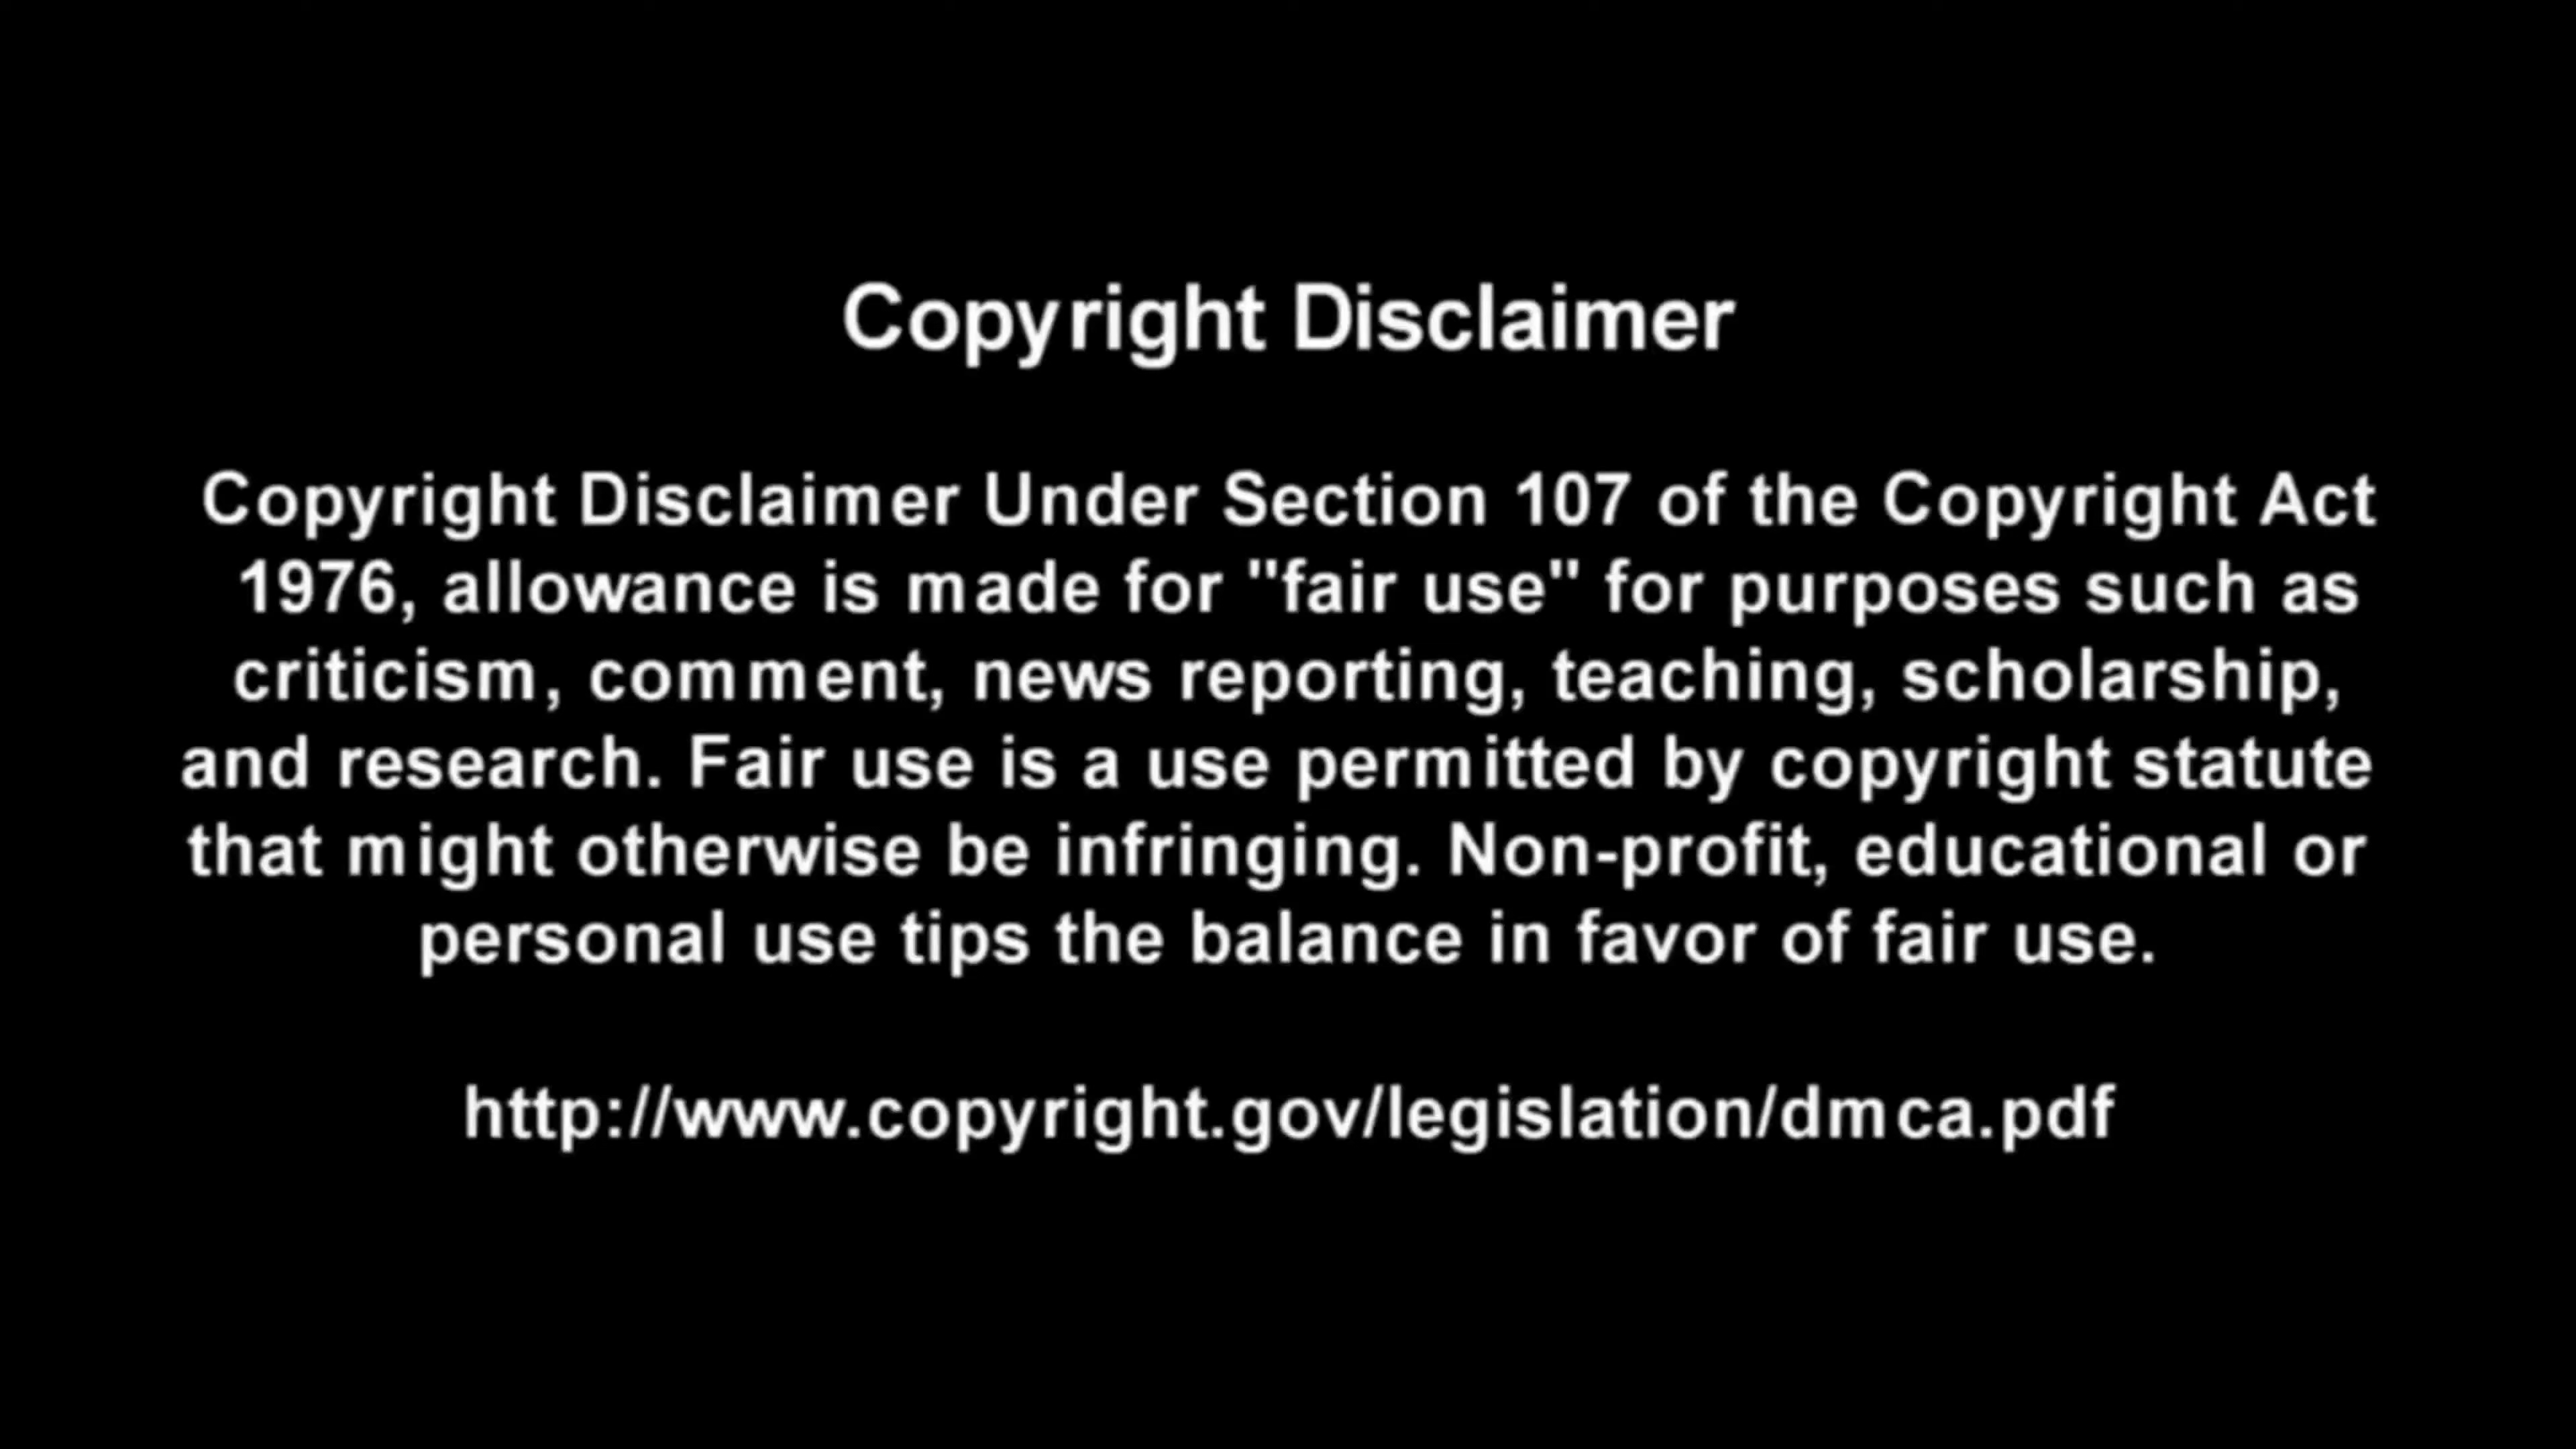 Copyright Disclaimer
Copyright Disclaimer Under Section 107 of the Copyright Act
1976, allowance is made for "fair use" for purposes such as
criticism, comment, news reporting, teaching, scholarship,
and research. Fair use is a use permitted by copyright statute
that might otherwise be infringing. Non-profit, educational or
personal use tips the balance in favor of fair use.
http://www.copyright.gov/legislation/dmca.pdf